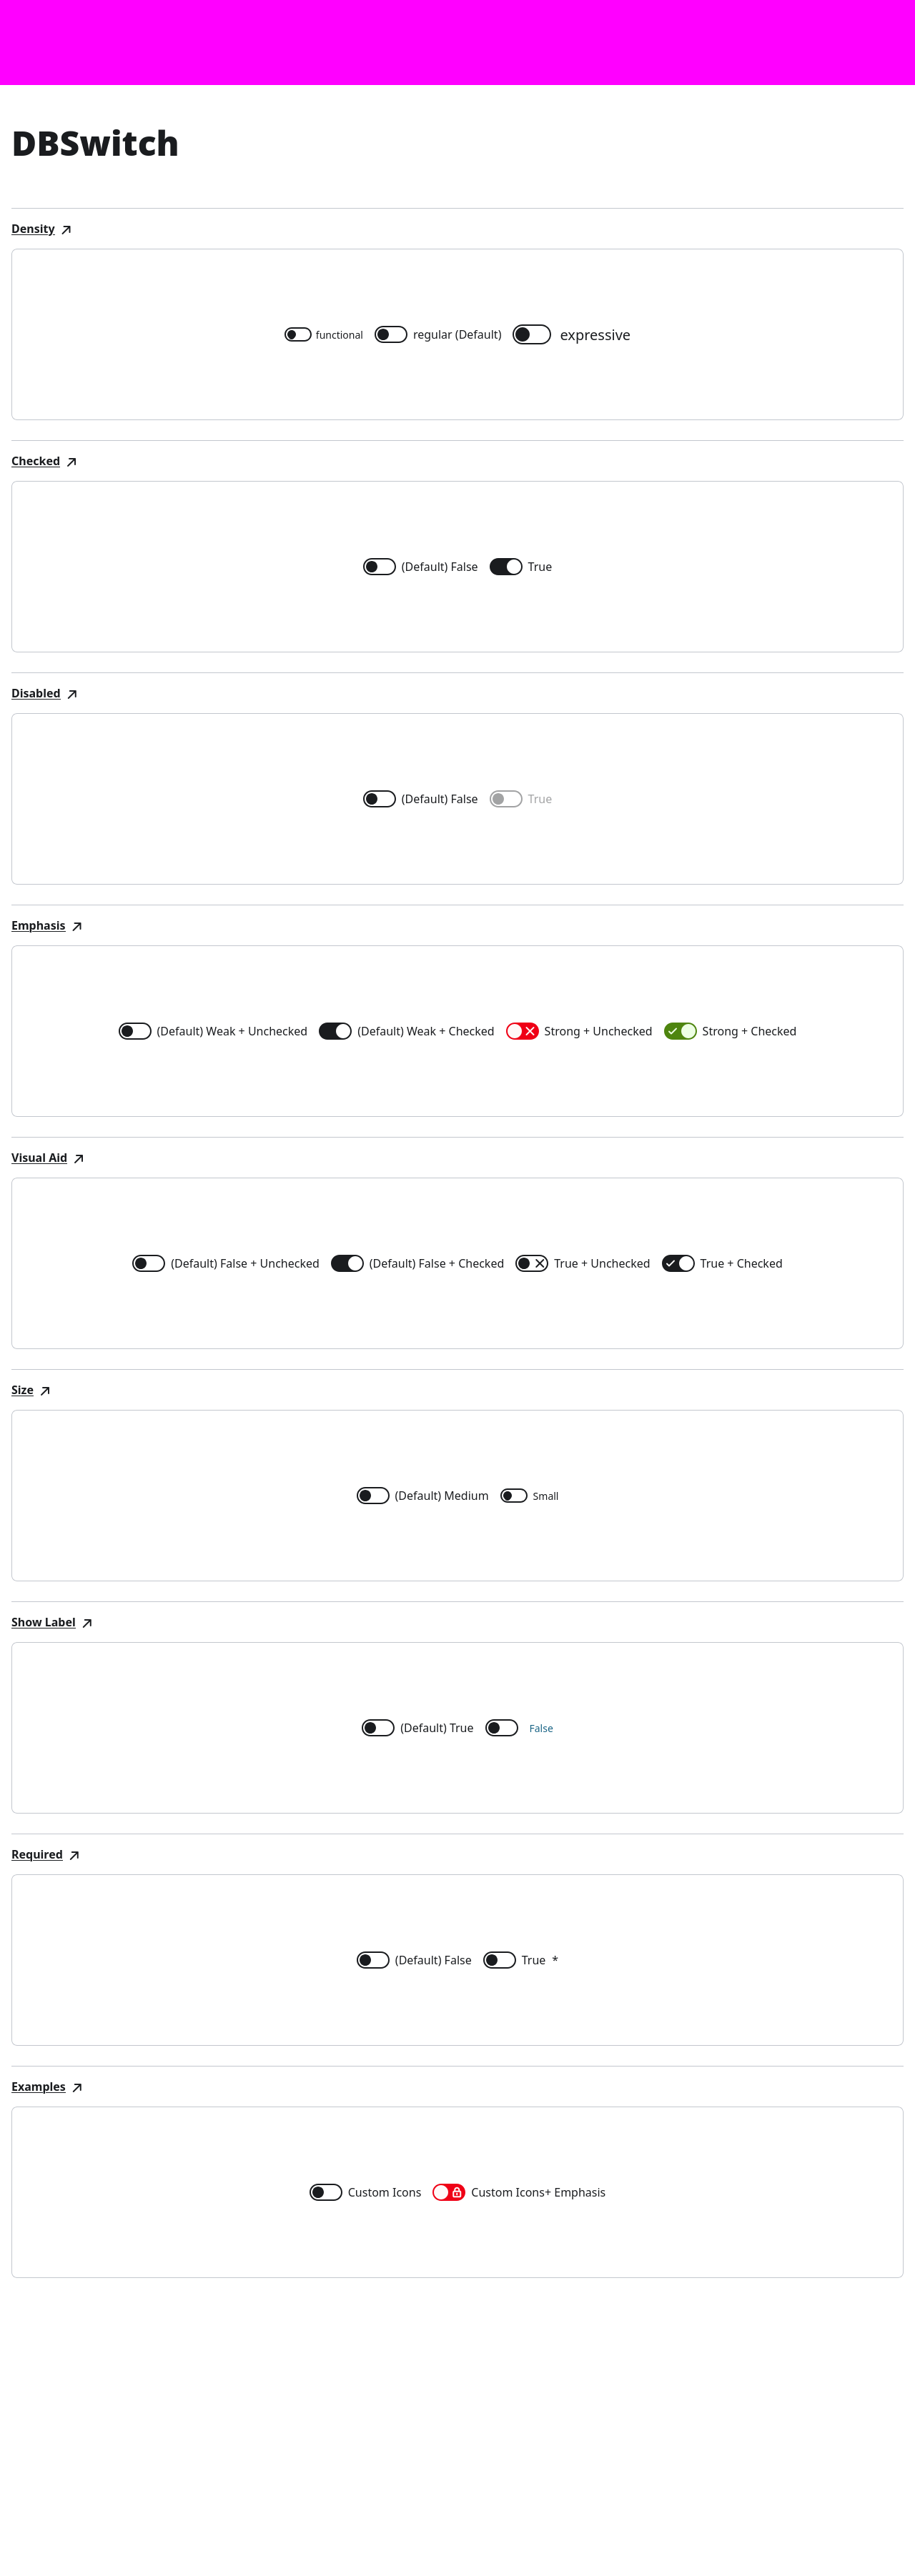 DBSwitch
Density
functional regular (Default) expressive
Checked
(Default) False True
Disabled
(Default) False True
Emphasis
(Default) Weak + Unchecked (Default) Weak + Checked Strong + Unchecked Strong + Checked
Visual Aid
(Default) False + Unchecked (Default) False + Checked True + Unchecked True + Checked
Size
(Default) Medium Small
Show Label
(Default) True False
Required
(Default) False True *
Examples
Custom Icons Custom Icons+ Emphasis